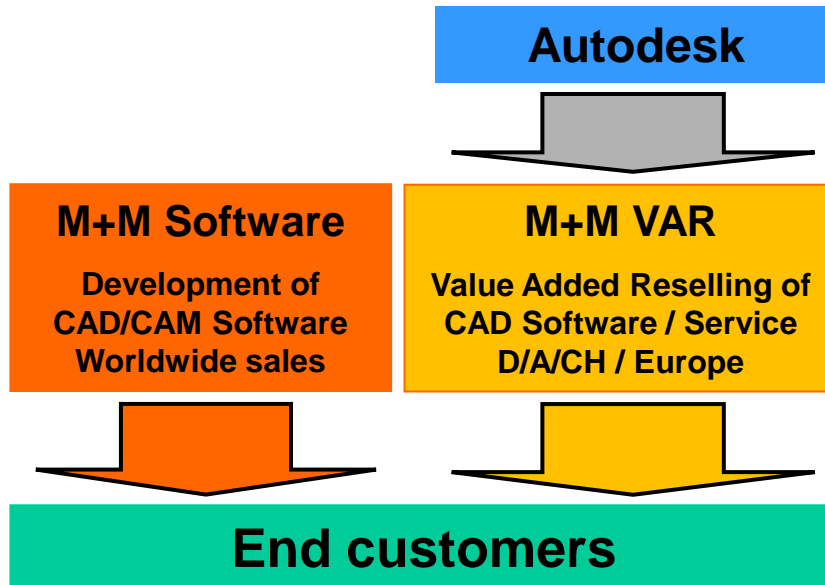 Autodesk
M+M Software
Development of
CAD/CAM Software
Worldwide sales
M+M VAR
Value Added Reselling of
CAD Software / Service
D/A/CH / Europe
End customers